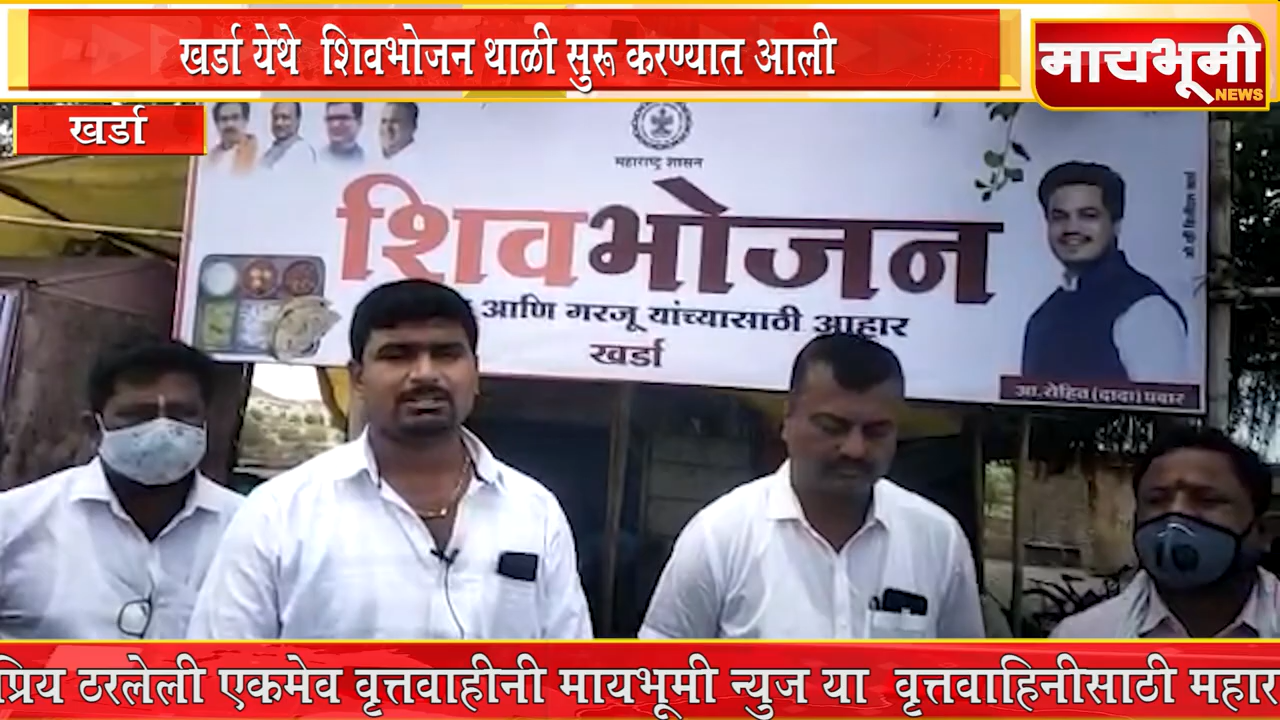 खर्डा येथे शिवभोजन थाळी सुरू करण्यात आली
मायभूमी
NEWS
खर्डा
महाराष्ट्र शासन
शिवभोजन
आणि गरजू यांच्यासाठी आहार
खर्डा
आ. रोहित (दादा) पवार
प्रिय ठरलेली एकमेव वृत्तवाहीनी मायभूमी न्युज या वृत्तवाहिनीसाठी महार